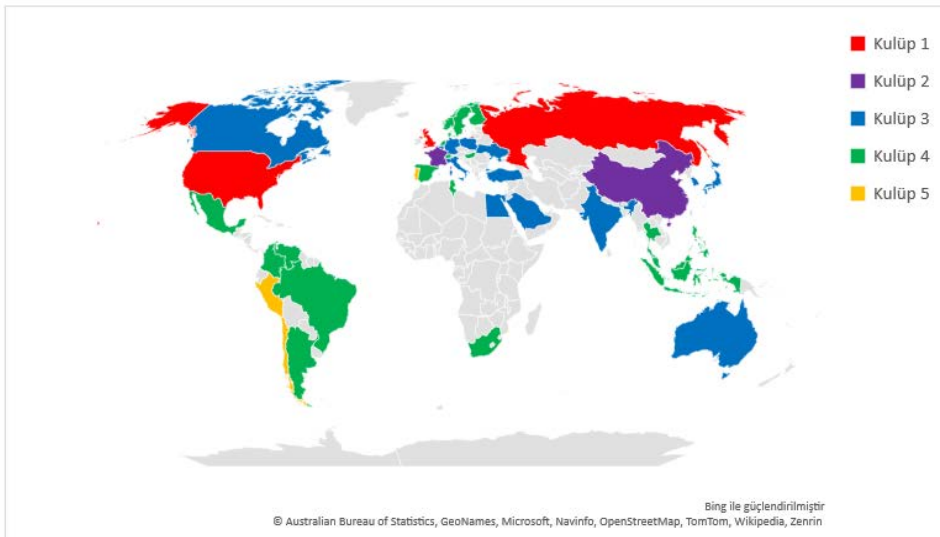 Kulüp 1
Kulüp 2
Kulüp 3
Kulüp 4
Kulüp 5
Bing ile güçlendirilmiştir
© Australian Bureau of Statistics, GeoNames, Microsoft, Navinfo, OpenStreetMap, TomTom, Wikipedia, Zenrin